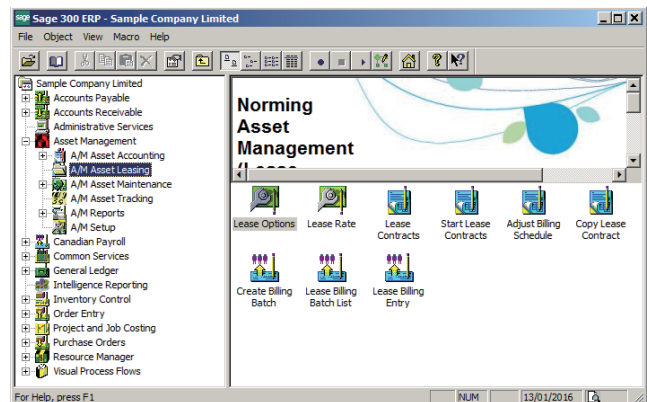 Sage 300 ERP - Sample Company Limited
File Object View Macro Help
Sample Company Limited
Accounts Payable
Accounts Receivable
Administrative Services
Asset Management
A/M Asset Accounting
A/M Asset Leasing
A/M Asset Maintenance
A/M Asset Tracking
A/M Reports
A/M Setup
Canadian Payroll
Common Services
General Ledger
Intelligence Reporting
Inventory Control
Order Entry
Project and Job Costing
Purchase Orders
Resource Manager
Visual Process Flows
Norming
Asset
Management
(Lease
Lease Options
Lease Rate
Lease
Contracts
Start Lease
Contracts
Adjust Billing
Schedule
Copy Lease
Contract
Create Billing
Batch
Lease Billing
Batch List
Lease Billing
Entry
For Help, press F1
NUM
13/01/2016